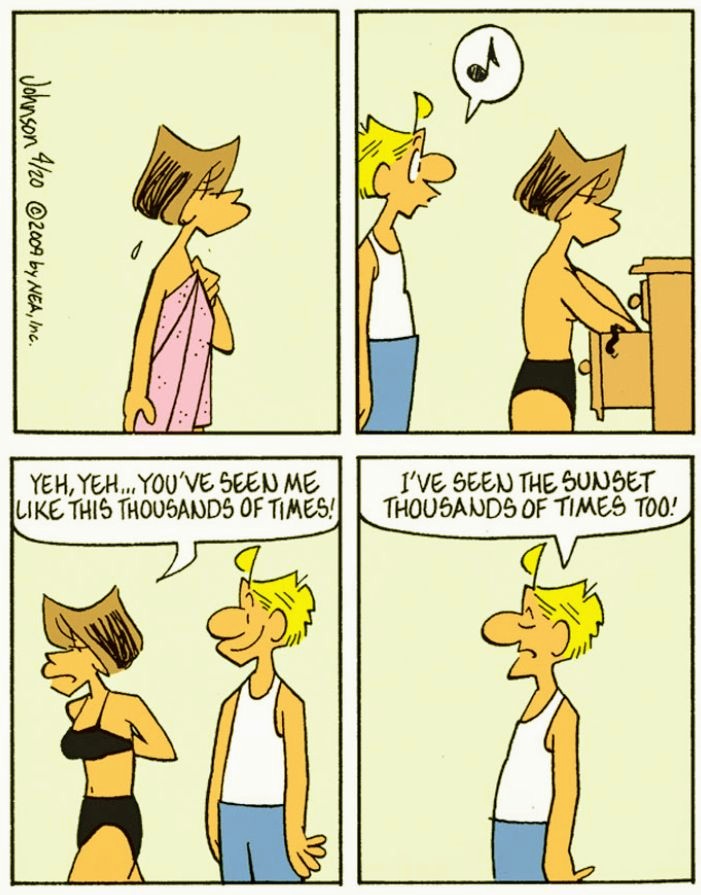 Johnson 4/20 ©2009 by NEA, Inc.
YEH, YEH... YOU'VE SEEN ME
LIKE THIS THOUSANDS OF TIMES!
I'VE SEEN THE SUNSET
THOUSANDS OF TIMES TOO!